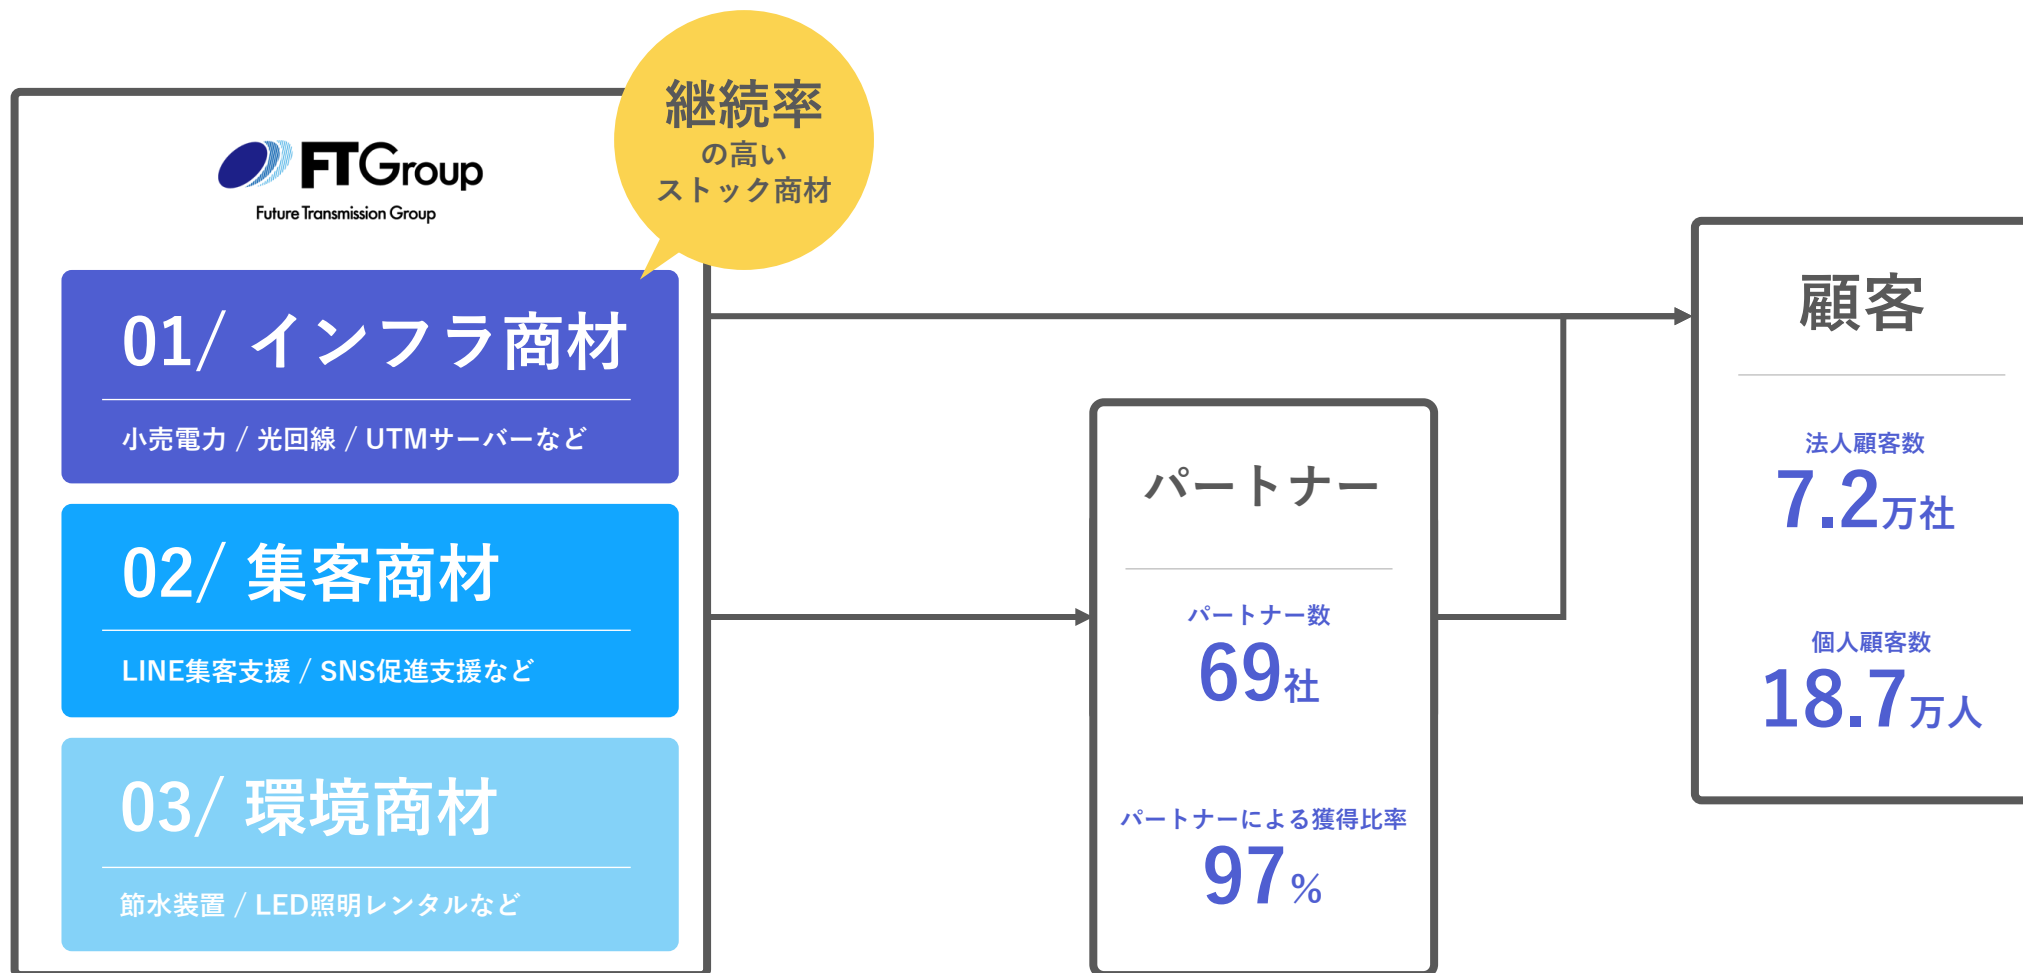 継続率
の高い
ストック商材
FTGroup
Future Transmission Group
01/ インフラ商材
小売電力 / 光回線 / UTMサーバーなど
02/ 集客商材
LINE集客支援 / SNS促進支援など
03/ 環境商材
節水装置 / LED照明レンタルなど
パートナー
パートナー数
69社
パートナーによる獲得比率
97%
顧客
法人顧客数
7.2万社
個人顧客数
18.7万人